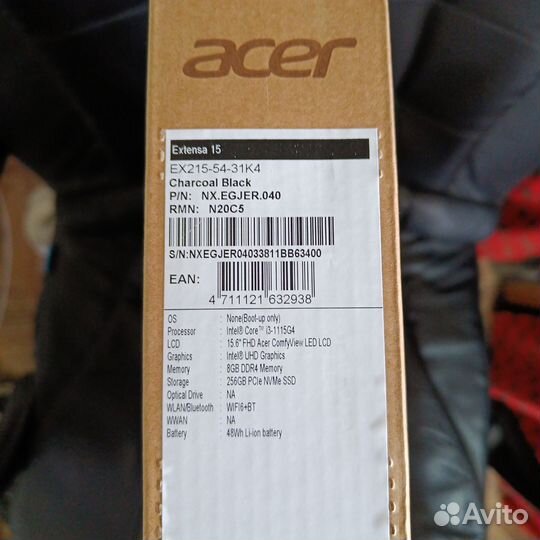 acer
Extensa 15
EX215-54-31K4
Charcoal Black
P/N: NX.EGJER.040
RMN: N20C5
S/N:NXEGJER04033811BB63400
EAN:
4 711121 632938
OS : None(Boot-up only)
Processor : Intel® Core™ i3-1115G4
LCD : 15.6" FHD Acer ComfyView LED LCD
Graphics : Intel® UHD Graphics
Memory : 8GB DDR4 Memory
Storage : 256GB PCIe NVMe SSD
Optical Drive : NA
WLAN/Bluetooth : WIFI6+BT
WWAN : NA
Battery : 48Wh Li-ion battery
Avito